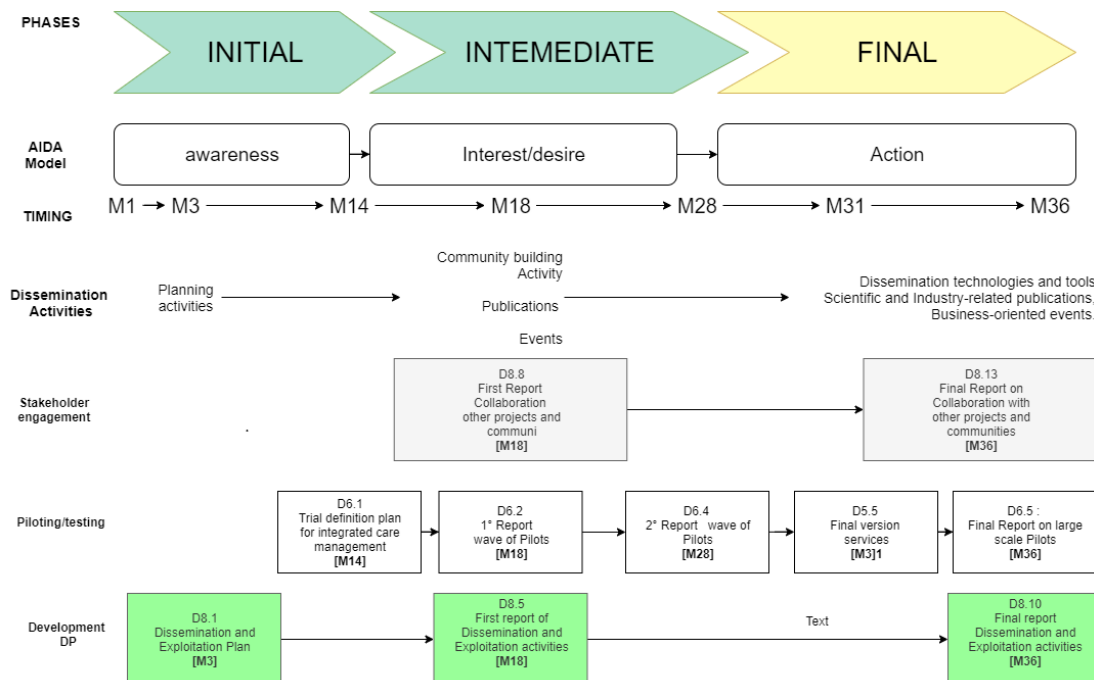 PHASES
INITIAL
INTEMEDIATE
FINAL
AIDA
Model
awareness
Interest/desire
Action
TIMING
M1
M3
M14
M18
M28
M31
M36
Dissemination
Activities
Planning
activities
Community building
Activity
Publications
Events
Dissemination technologies and tools
Scientific and Industry-related publications,
Business-oriented events.
Stakeholder
engagement
D8.8
First Report
Collaboration
other projects and
communi
[M18]
D8.13
Final Report on
Collaboration with
other projects and
communities
[M36]
Piloting/testing
D6.1
Trial definition plan
for integrated care
management
[M14]
D6.2
1° Report
wave of Pilots
[M18]
D6.4
2° Report wave of
Pilots
[M28]
D5.5
Final version
services
[M3]1
D6.5 :
Final Report on large
scale Pilots
[M36]
Development
DP
D8.1
Dissemination and
Exploitation Plan
[M3]
D8.5
First report of
Dissemination and
Exploitation activities
[M18]
Text
D8.10
Final report
Dissemination and
Exploitation activities
[M36]